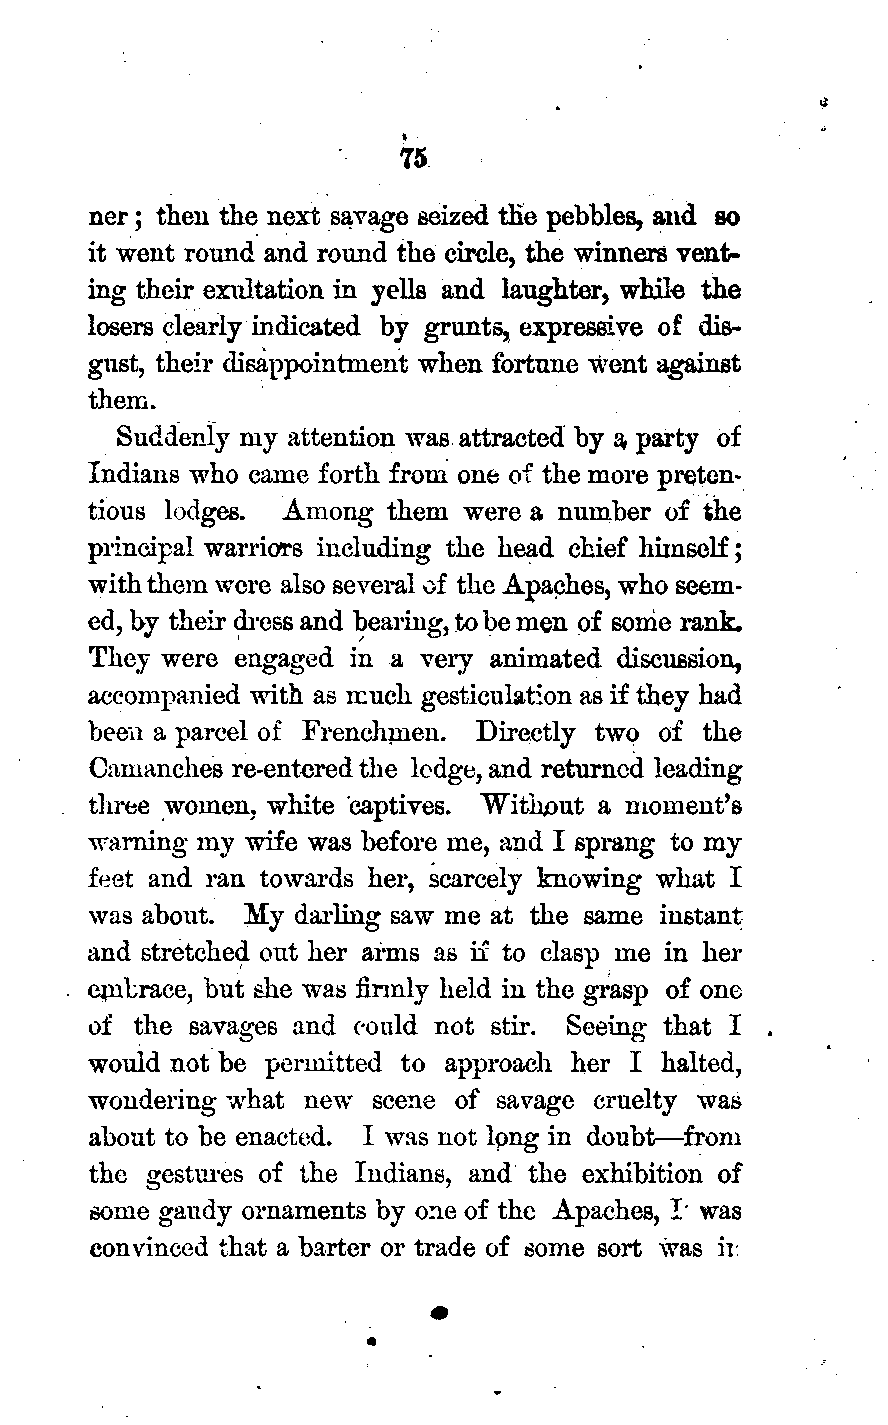 75
ner; then the next savage seized the pebbles, and so
it went round and round the circle, the winners vent-
ing their exultation in yells and laughter, while the
losers clearly indicated by grunts, expressive of dis-
gust, their disappointment when fortune went against
them.
Suddenly my attention was attracted by a party of
Indians who came forth from one of the more preten-
tious lodges. Among them were a number of the
principal warriors including the head chief himself;
with them were also several of the Apaches, who seem-
ed, by their dress and bearing, to be men of some rank.
They were engaged in a very animated discussion,
accompanied with as much gesticulation as if they had
been a parcel of Frenchmen. Directly two of the
Camanches re-entered the lodge, and returned leading
three women, white captives. Without a moment's
warning my wife was before me, and I sprang to my
feet and ran towards her, scarcely knowing what I
was about. My darling saw me at the same instant
and stretched out her arms as if to clasp me in her
embrace, but she was firmly held in the grasp of one
of the savages and could not stir. Seeing that I
would not be permitted to approach her I halted,
wondering what new scene of savage cruelty was
about to be enacted. I was not long in doubt—from
the gestures of the Indians, and the exhibition of
some gaudy ornaments by one of the Apaches, I was
convinced that a barter or trade of some sort was in